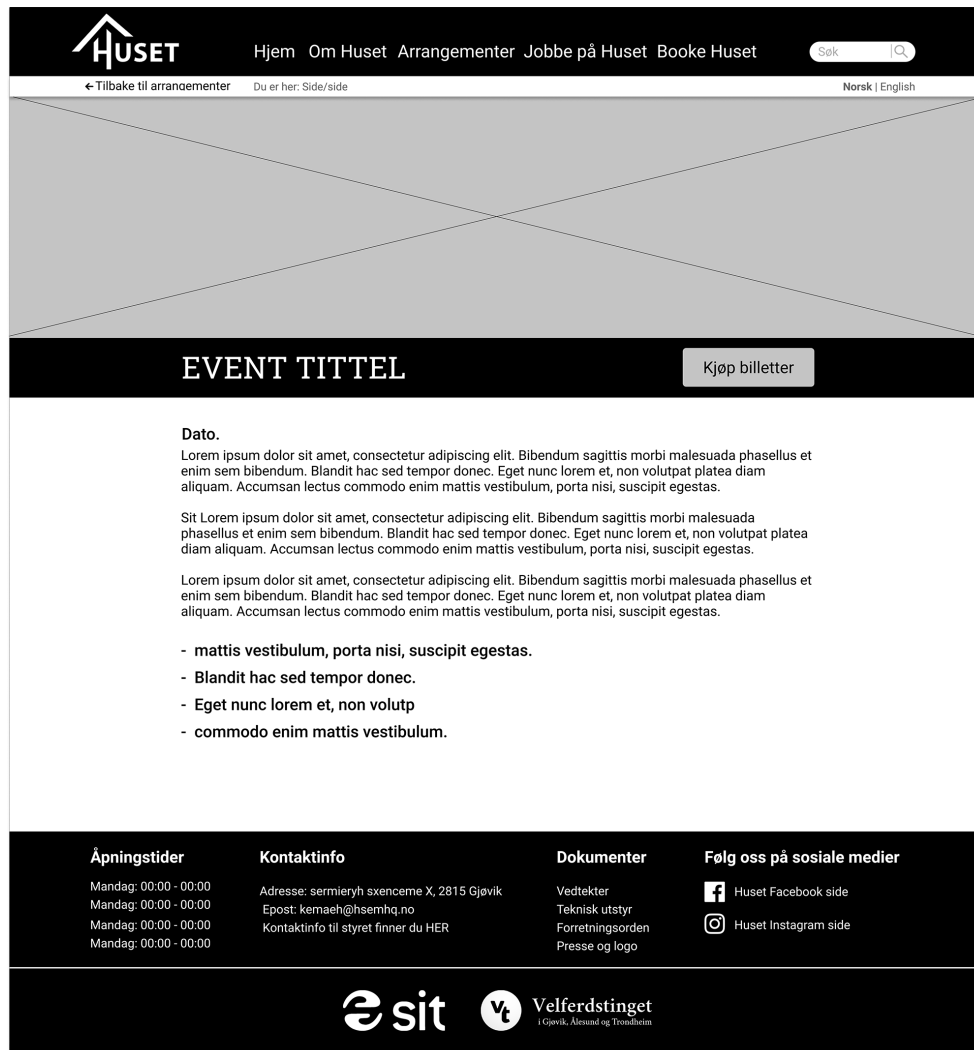 HUSET
Hjem Om Huset Arrangementer Jobbe på Huset Booke Huset
Søk
Tilbake til arrangementer
Du er her: Side/side
Norsk | English
EVENT TITTEL
Kjøp billetter
Dato.
Lorem ipsum dolor sit amet, consectetur adipiscing elit. Bibendum sagittis morbi malesuada phasellus et
enim sem bibendum. Blandit hac sed tempor donec. Eget nunc lorem et, non volutpat platea diam
aliquam. Accumsan lectus commodo enim mattis vestibulum, porta nisi, suscipit egestas.
Sit Lorem ipsum dolor sit amet, consectetur adipiscing elit. Bibendum sagittis morbi malesuada
phasellus et enim sem bibendum. Blandit hac sed tempor donec. Eget nunc lorem et, non volutpat platea
diam aliquam. Accumsan lectus commodo enim mattis vestibulum, porta nisi, suscipit egestas.
Lorem ipsum dolor sit amet, consectetur adipiscing elit. Bibendum sagittis morbi malesuada phasellus et
enim sem bibendum. Blandit hac sed tempor donec. Eget nunc lorem et, non volutpat platea diam
aliquam. Accumsan lectus commodo enim mattis vestibulum, porta nisi, suscipit egestas.
- mattis vestibulum, porta nisi, suscipit egestas.
- Blandit hac sed tempor donec.
- Eget nunc lorem et, non volutp
- commodo enim mattis vestibulum.
Åpningstider
Mandag: 00:00 - 00:00
Mandag: 00:00 - 00:00
Mandag: 00:00 - 00:00
Mandag: 00:00 - 00:00
Kontaktinfo
Adresse: sermieryh sxenceme X, 2815 Gjøvik
Epost: kemaeh@hsemhq.no
Kontaktinfo til styret finner du HER
Dokumenter
Vedtekter
Teknisk utstyr
Forretningsorden
Presse og logo
Følg oss på sosiale medier
Huset Facebook side
Huset Instagram side
sit
vt
Velferdstinget
i Gjøvik, Ålesund og Trondheim